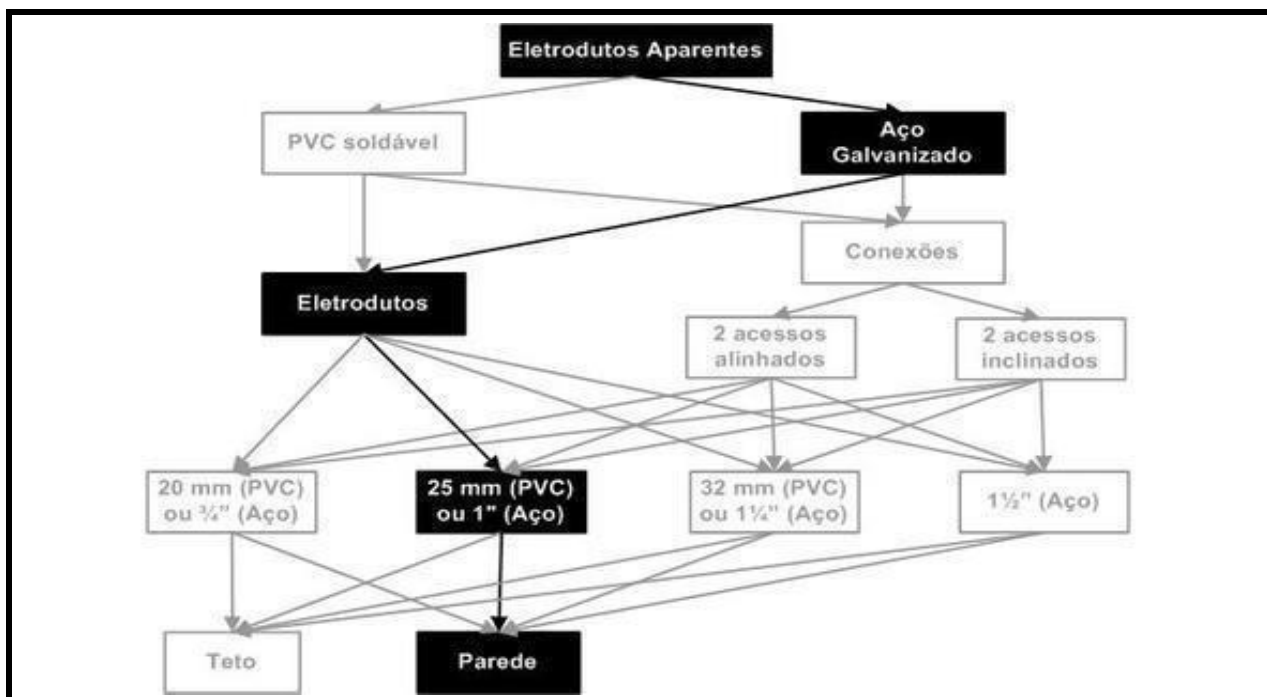 Eletrodutos Aparentes
PVC soldável
Aço
Galvanizado
Conexões
Eletrodutos
2 acessos
alinhados
2 acessos
inclinados
20 mm (PVC)
ou ¾” (Aço)
25 mm (PVC)
ou 1" (Aço)
32 mm (PVC)
ou 1¼” (Aço)
1½” (Aço)
Teto
Parede